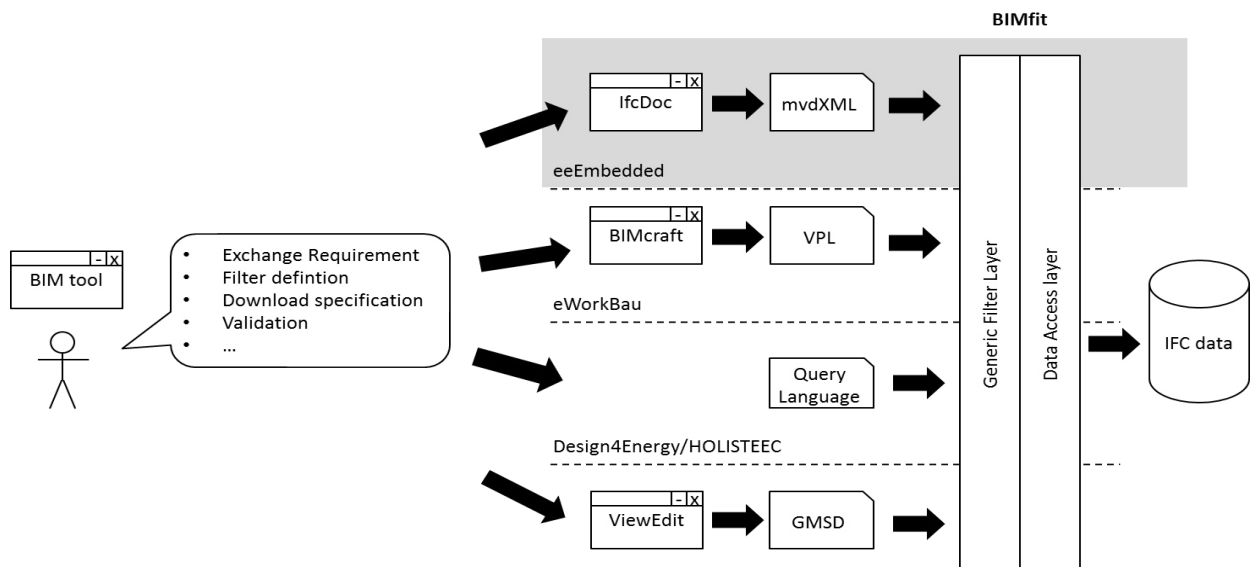 BIMfit
- x
IfcDoc
mvdXML
eeEmbedded
- x
BIMcraft
VPL
eWorkBau
- x
BIM tool
• Exchange Requirement
• Filter defintion
• Download specification
• Validation
• ...
Query
Language
Design4Energy/HOLISTEEC
- x
ViewEdit
GMSD
Generic Filter Layer
Data Access layer
IFC data